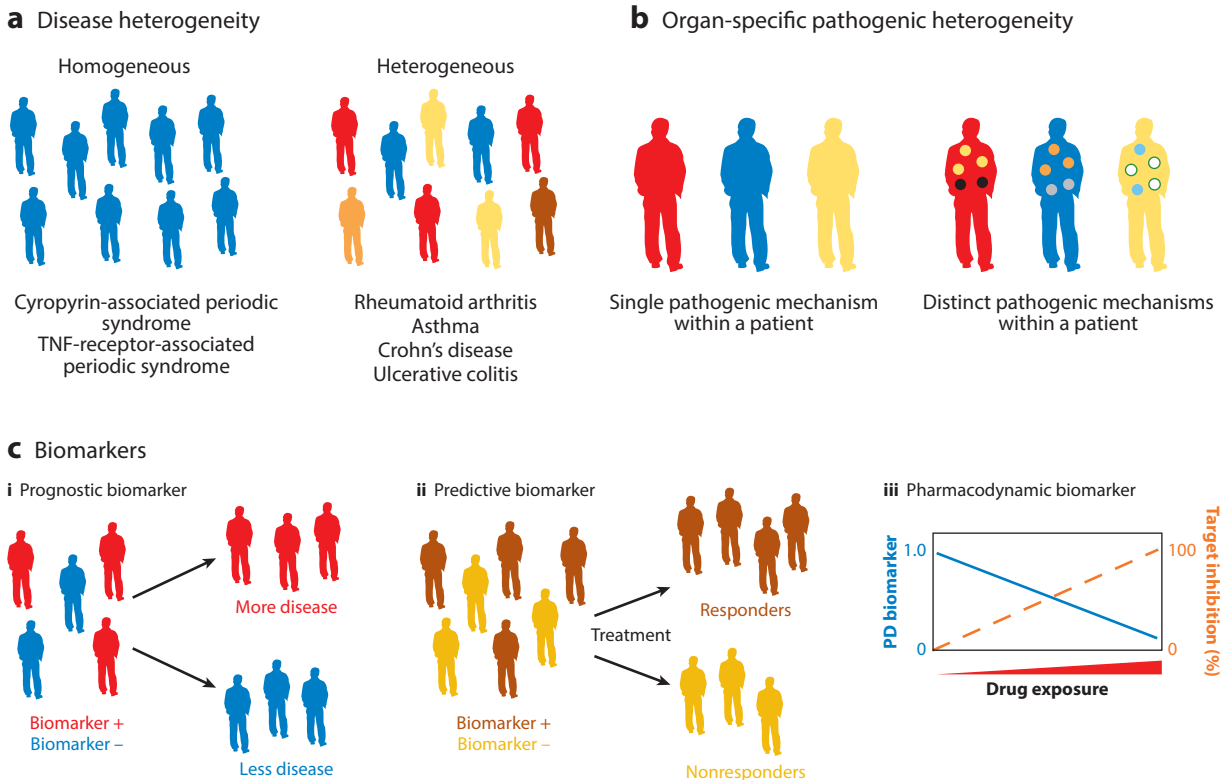 a Disease heterogeneity
Homogeneous
Heterogeneous
Cyropyrin-associated periodic
syndrome
TNF-receptor-associated
periodic syndrome
Rheumatoid arthritis
Asthma
Crohn's disease
Ulcerative colitis
b Organ-specific pathogenic heterogeneity
Single pathogenic mechanism
within a patient
Distinct pathogenic mechanisms
within a patient
c Biomarkers
i Prognostic biomarker
More disease
Biomarker +
Biomarker –
Less disease
ii Predictive biomarker
Responders
Treatment
Biomarker +
Biomarker –
Nonresponders
iii Pharmacodynamic biomarker
PD biomarker
1.0
0
100
0
Target inhibition (%)
Drug exposure